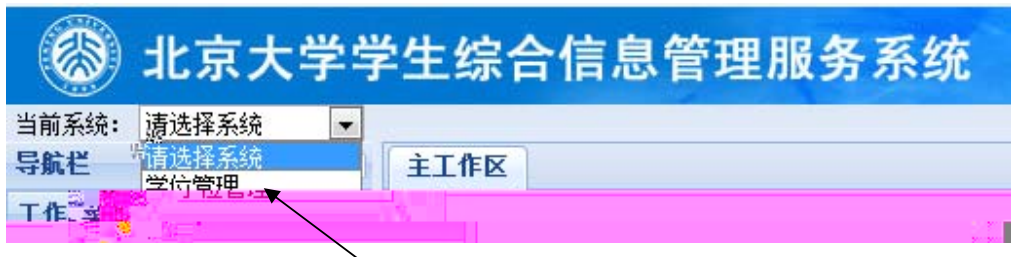 北京大学学生综合信息管理服务系统
当前系统： 请选择系统
导航栏 请选择系统 主工作区
学位管理
工作